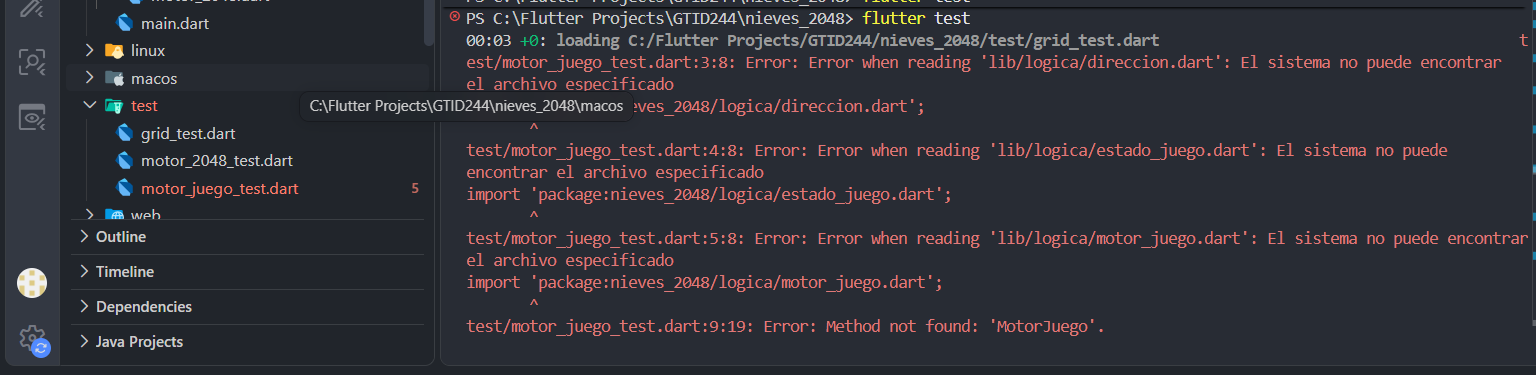 main.dart
linux
macos
test
C:\Flutter Projects\GTID244\nieves_2048\macos
grid_test.dart
motor_2048_test.dart
motor_juego_test.dart 5
web
Outline
Timeline
Dependencies
Java Projects
PS C:\Flutter Projects\GTID244\nieves_2048> flutter test
00:03 +0: loading C:/Flutter Projects/GTID244/nieves_2048/test/grid_test.dart t
est/motor_juego_test.dart:3:8: Error: Error when reading 'lib/logica/direccion.dart': El sistema no puede encontrar
el archivo especificado
nieves_2048/logica/direccion.dart';
^
test/motor_juego_test.dart:4:8: Error: Error when reading 'lib/logica/estado_juego.dart': El sistema no puede
encontrar el archivo especificado
import 'package:nieves_2048/logica/estado_juego.dart';
^
test/motor_juego_test.dart:5:8: Error: Error when reading 'lib/logica/motor_juego.dart': El sistema no puede encontrar
el archivo especificado
import 'package:nieves_2048/logica/motor_juego.dart';
^
test/motor_juego_test.dart:9:19: Error: Method not found: 'MotorJuego'.